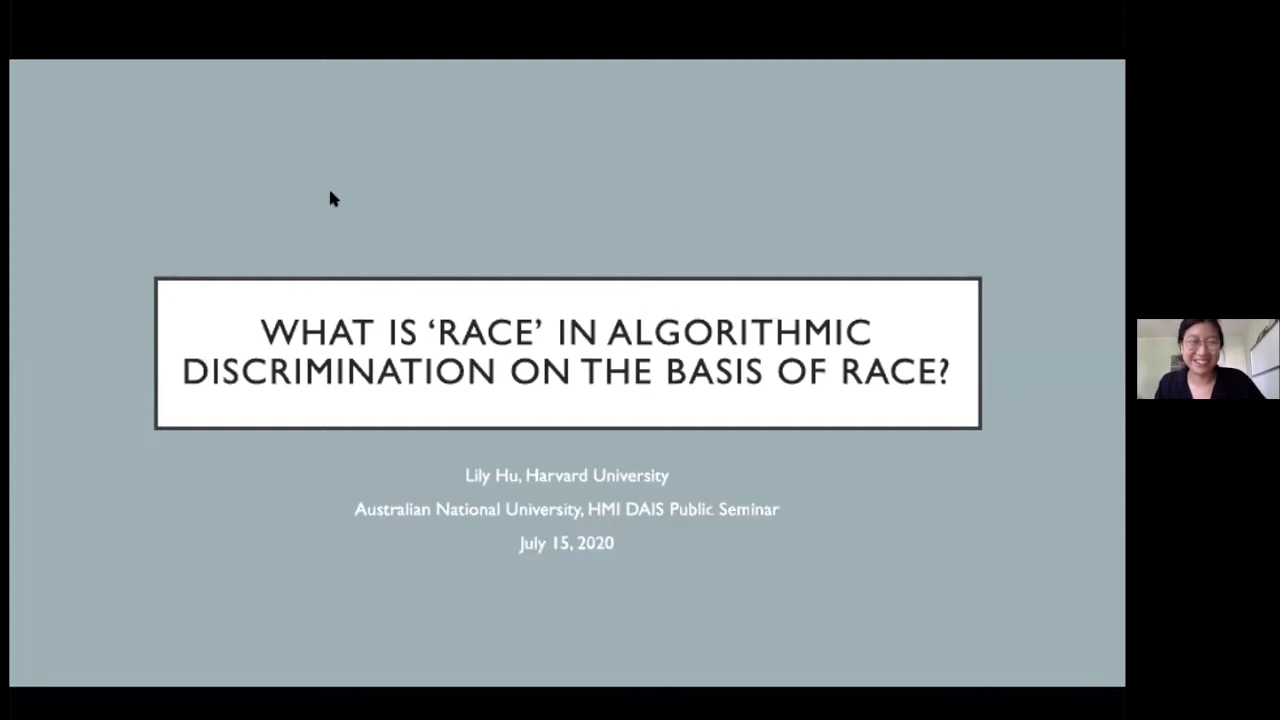 WHAT IS ‘RACE’ IN ALGORITHMIC
DISCRIMINATION ON THE BASIS OF RACE?
Lily Hu, Harvard University
Australian National University, HMI DAIS Public Seminar
July 15, 2020